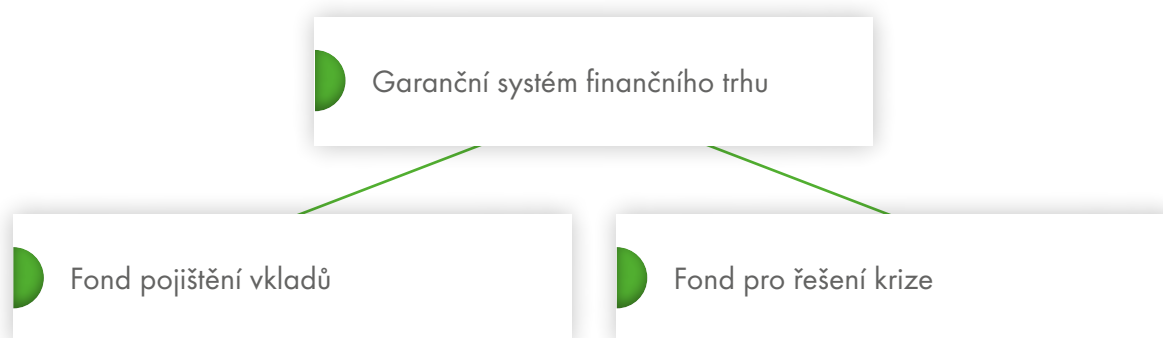 Garanční systém finančního trhu
Fond pojištění vkladů
Fond pro řešení krize